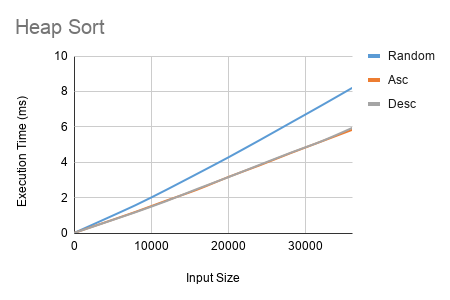 Heap Sort
Execution Time (ms)
10
8
6
4
2
0
0
10000
20000
30000
Input Size
Random
Asc
Desc